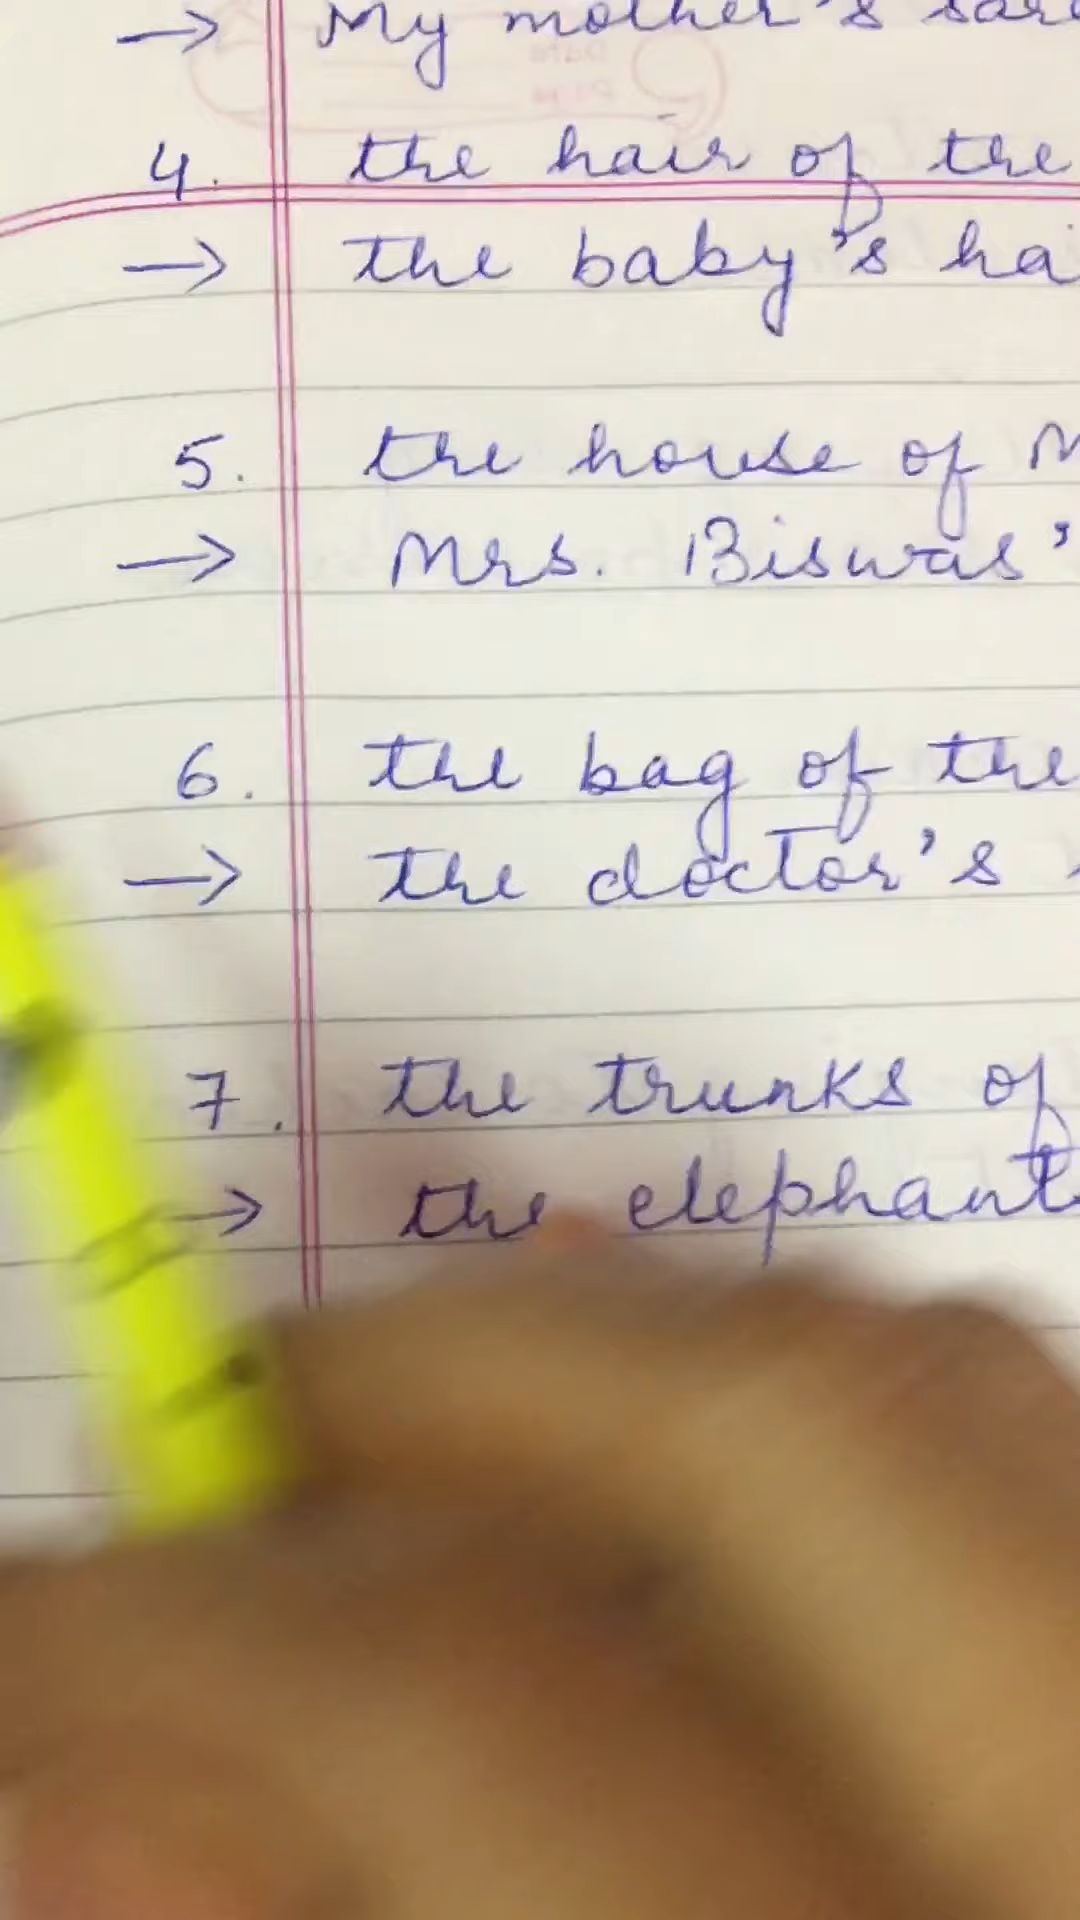 → My mother's
4. the hair of the
→ the baby's
5. the house of
→ Mrs. Biswas'
6. the bag of the
→ the doctor's
7. the trunks of
→ the elephant